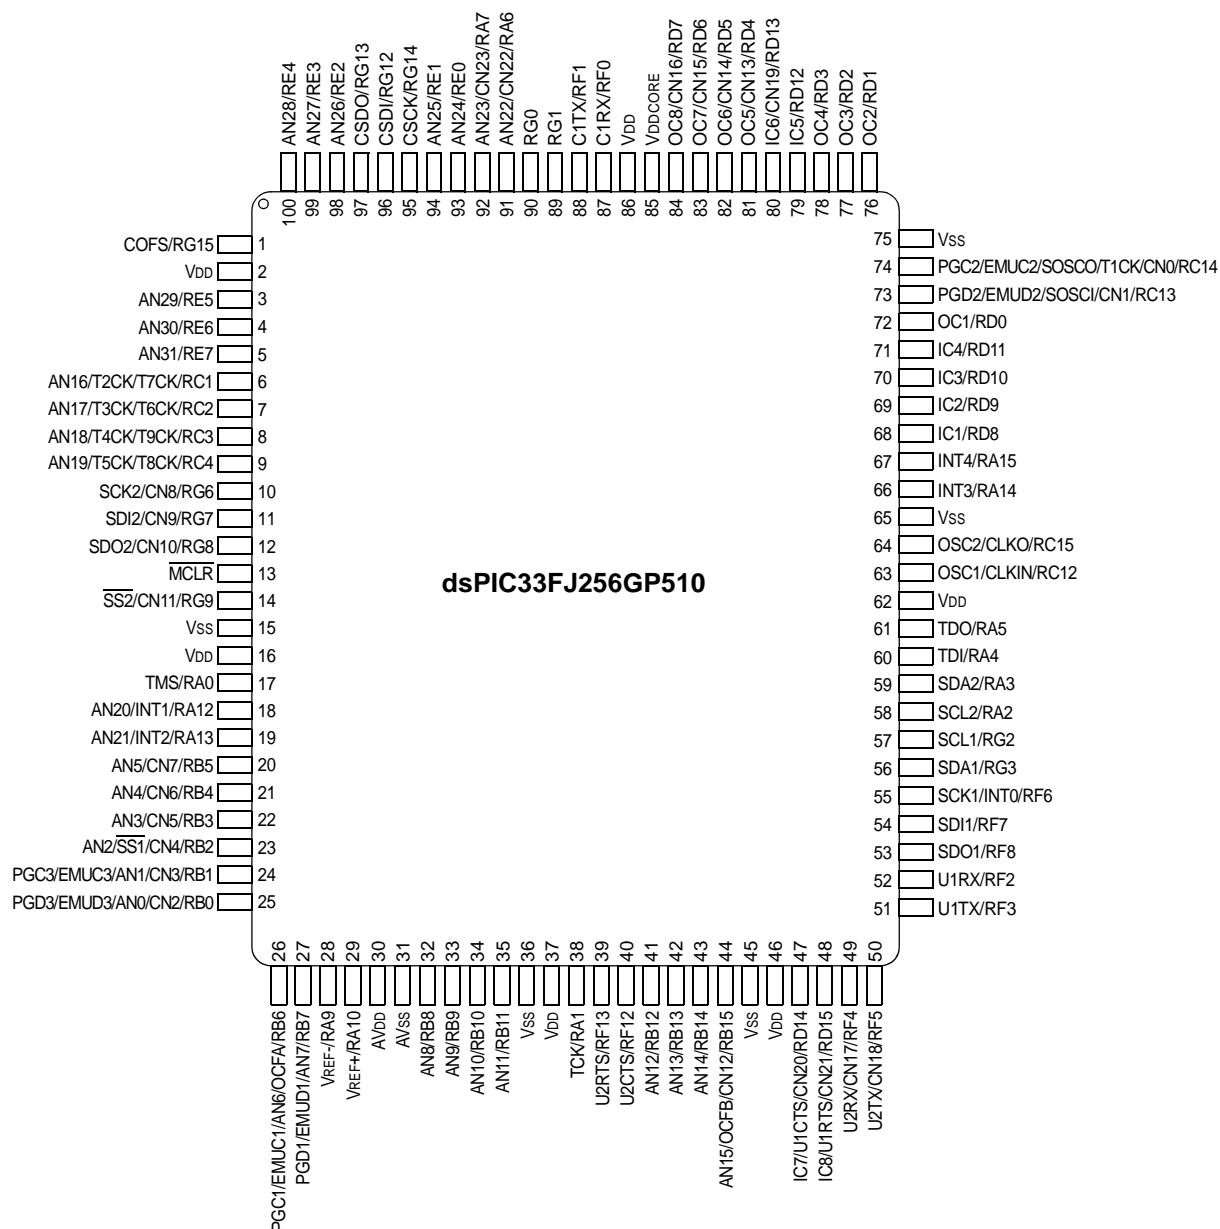 AN28/RE4
AN27/RE3
AN26/RE2
CSDO/RG13
CSDI/RG12
CSCK/RG14
AN25/RE1
AN24/RE0
AN23/CN23/RA7
AN22/CN22/RA6
RG0
RG1
C1TX/RF1
C1RX/RF0
VDD
VDDCORE
OC8/CN16/RD7
OC7/CN15/RD6
OC6/CN14/RD5
OC5/CN13/RD4
IC6/CN19/RD13
IC5/RD12
OC4/RD3
OC3/RD2
OC2/RD1
100
99
98
97
96
95
94
93
92
91
90
89
88
87
86
85
84
83
82
81
80
79
78
77
76
COFS/RG15 1
VDD 2
AN29/RE5 3
AN30/RE6 4
AN31/RE7 5
AN16/T2CK/T7CK/RC1 6
AN17/T3CK/T6CK/RC2 7
AN18/T4CK/T9CK/RC3 8
AN19/T5CK/T8CK/RC4 9
SCK2/CN8/RG6 10
SDI2/CN9/RG7 11
SDO2/CN10/RG8 12
MCLR 13
SS2/CN11/RG9 14
VSS 15
VDD 16
TMS/RA0 17
AN20/INT1/RA12 18
AN21/INT2/RA13 19
AN5/CN7/RB5 20
AN4/CN6/RB4 21
AN3/CN5/RB3 22
AN2/SS1/CN4/RB2 23
PGC3/EMUC3/AN1/CN3/RB1 24
PGD3/EMUD3/AN0/CN2/RB0 25
dsPIC33FJ256GP510
75 VSS
74 PGC2/EMUC2/SOSCO/T1CK/CN0/RC14
73 PGD2/EMUD2/SOSCI/CN1/RC13
72 OC1/RD0
71 IC4/RD11
70 IC3/RD10
69 IC2/RD9
68 IC1/RD8
67 INT4/RA15
66 INT3/RA14
65 VSS
64 OSC2/CLKO/RC15
63 OSC1/CLKIN/RC12
62 VDD
61 TDO/RA5
60 TDI/RA4
59 SDA2/RA3
58 SCL2/RA2
57 SCL1/RG2
56 SDA1/RG3
55 SCK1/INT0/RF6
54 SDI1/RF7
53 SDO1/RF8
52 U1RX/RF2
51 U1TX/RF3
26
27
28
29
30
31
32
33
34
35
36
37
38
39
40
41
42
43
44
45
46
47
48
49
50
PGC1/EMUC1/AN6/OCFA/RB6
PGD1/EMUD1/AN7/RB7
VREF-/RA9
VREF+/RA10
AVDD
AVSS
AN8/RB8
AN9/RB9
AN10/RB10
AN11/RB11
VSS
VDD
TCK/RA1
U2RTS/RF13
U2CTS/RF12
AN12/RB12
AN13/RB13
AN14/RB14
AN15/OCFB/CN12/RB15
VSS
VDD
IC7/U1CTS/CN20/RD14
IC8/U1RTS/CN21/RD15
U2RX/CN17/RF4
U2TX/CN18/RF5